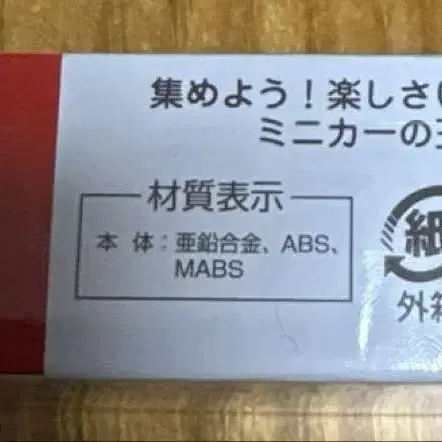 集めよう！楽しさ
ミニカーの
材質表示
本 体：亜鉛合金、ABS、
MABS
紙
外箱